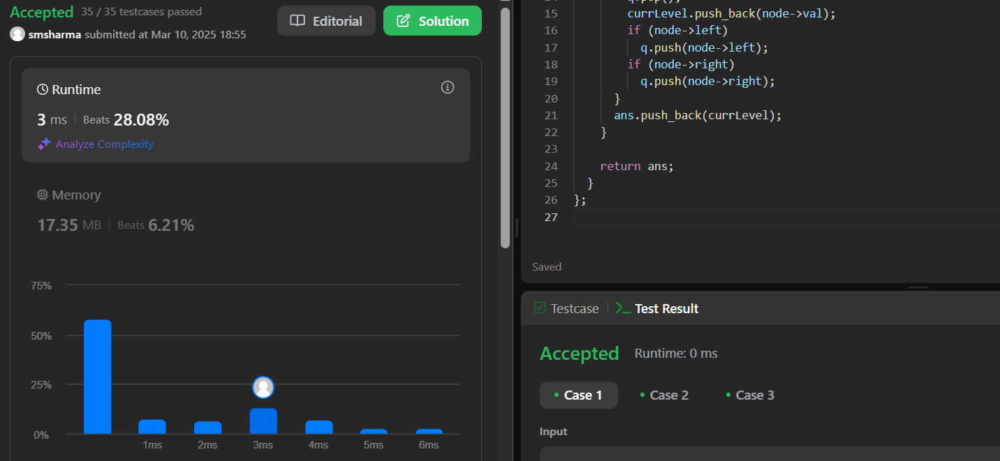 Accepted 35 / 35 testcases passed
smsharma submitted at Mar 10, 2025 18:55
Editorial
Solution
Runtime
3 ms | Beats 28.08%
Analyze Complexity
Memory
17.35 MB | Beats 6.21%
75%
50%
25%
0%
1ms 2ms 3ms 4ms 5ms 6ms
15 currLevel.push_back(node->val);
16 if (node->left)
17 q.push(node->left);
18 if (node->right)
19 q.push(node->right);
20 }
21 ans.push_back(currLevel);
22 }
23
24 return ans;
25 }
26 };
27
Saved
Testcase | >_ Test Result
Accepted Runtime: 0 ms
• Case 1 • Case 2 • Case 3
Input